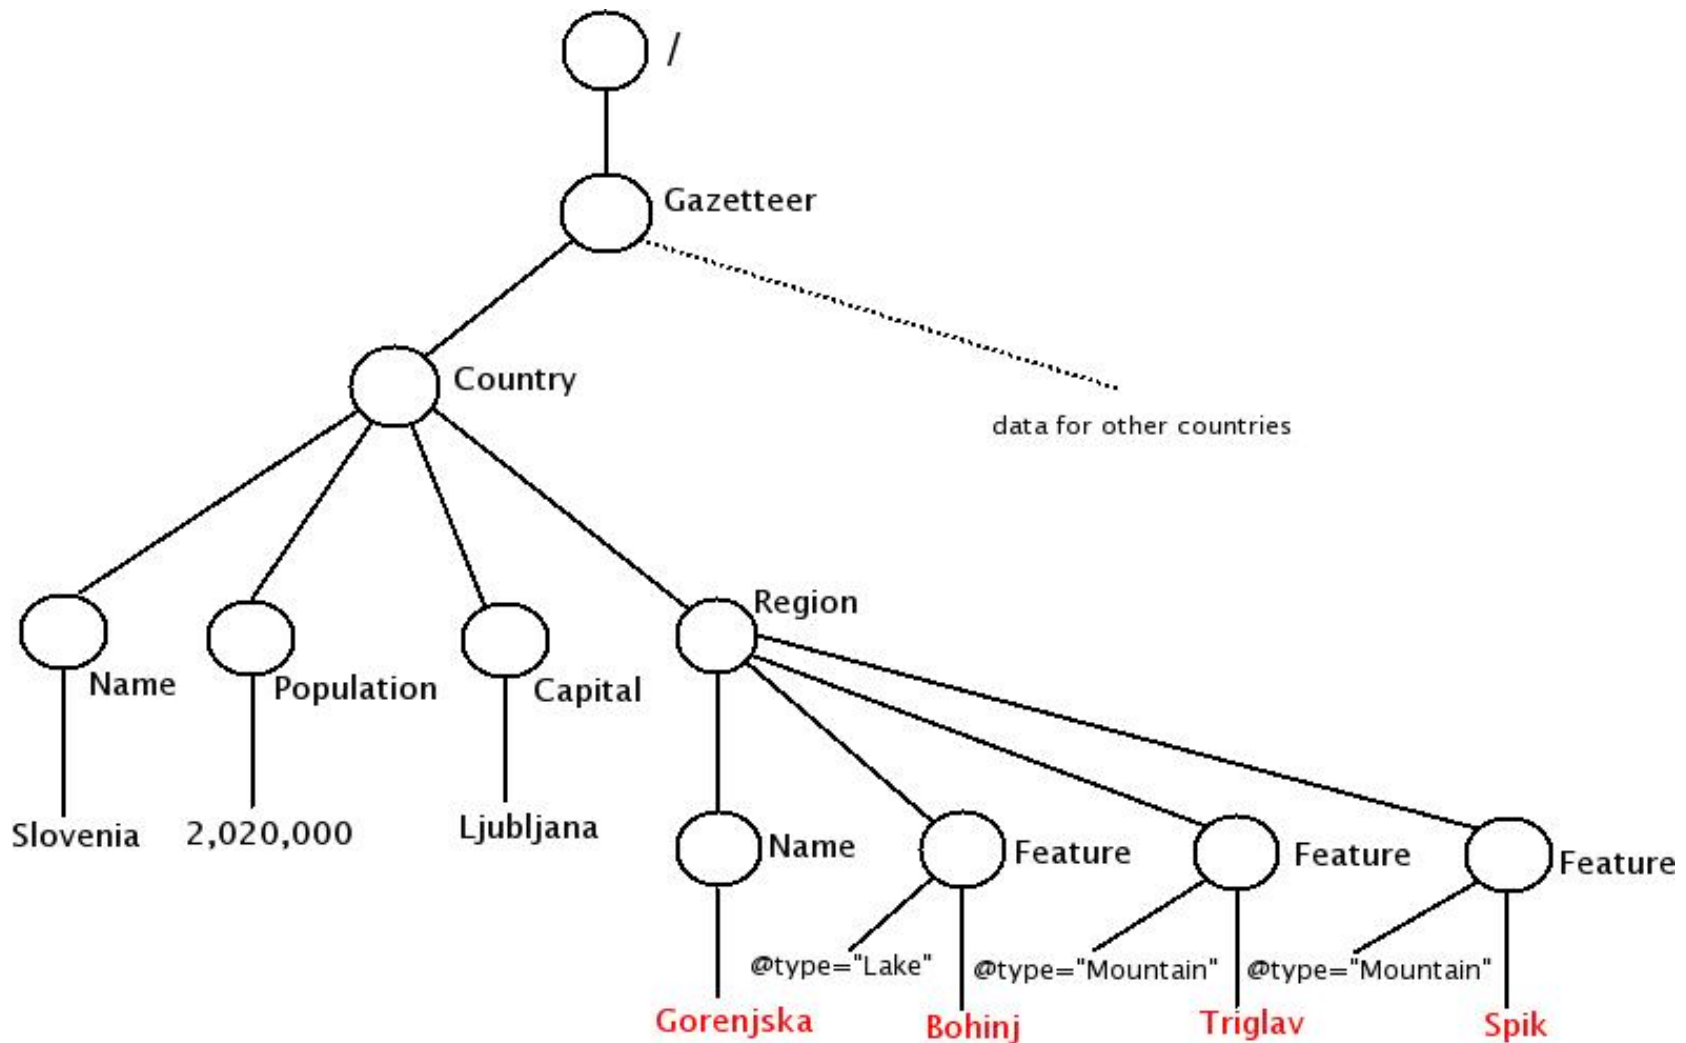 /
Gazetteer
Country
data for other countries
Region
Name
Population
Capital
Slovenia
2,020,000
Ljubljana
Name
Feature
Feature
Feature
@type="Lake"
@type="Mountain"
@type="Mountain"
Gorenjska
Bohinj
Triglav
Spik